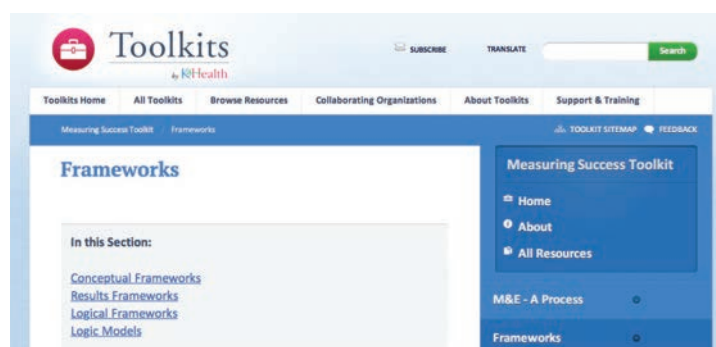 Toolkits
by K4Health
SUBSCRIBE
TRANSLATE
Search
Toolkits Home
All Toolkits
Browse Resources
Collaborating Organizations
About Toolkits
Support & Training
Measuring Success Toolkit
Frameworks
TOOLKIT SITEMAP
FEEDBACK
Frameworks
In this Section:
Conceptual Frameworks
Results Frameworks
Logical Frameworks
Logic Models
Measuring Success Toolkit
Home
About
All Resources
M&E - A Process
Frameworks